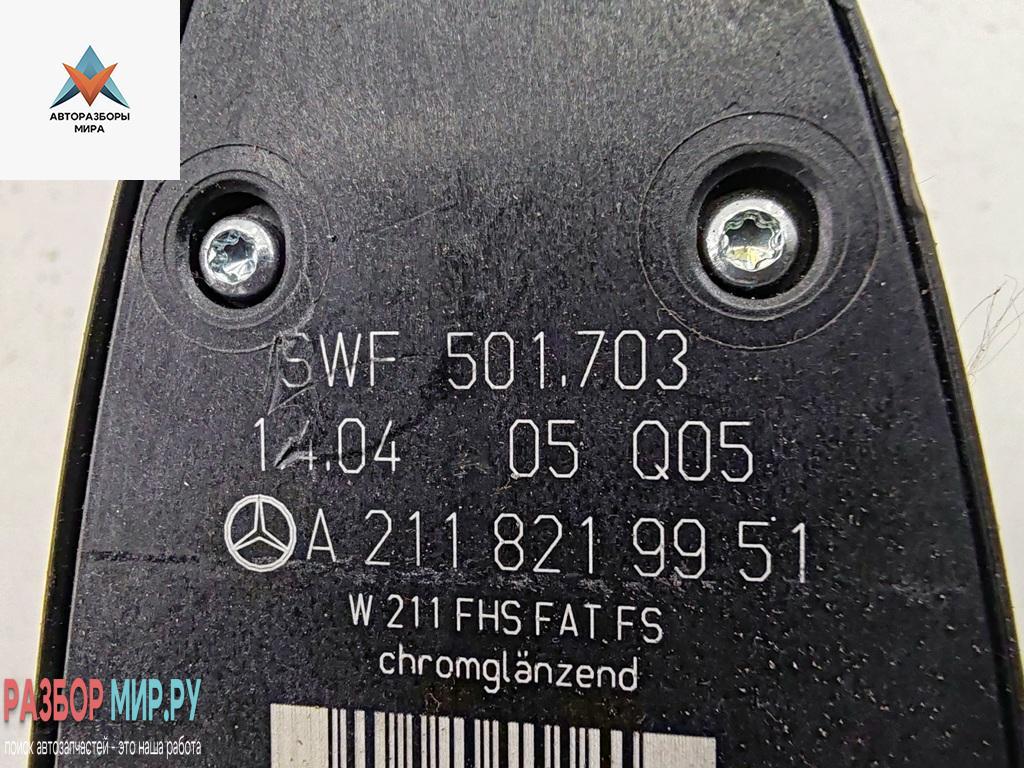 АВТОРАЗБОРЫ
МИРА
SWF 501.703
14.04 05 Q05
A 211 821 99 51
W 211 FHS FAT. FS
chromglänzend
РАЗБОР МИР.РУ
поиск автозапчастей - это наша работа